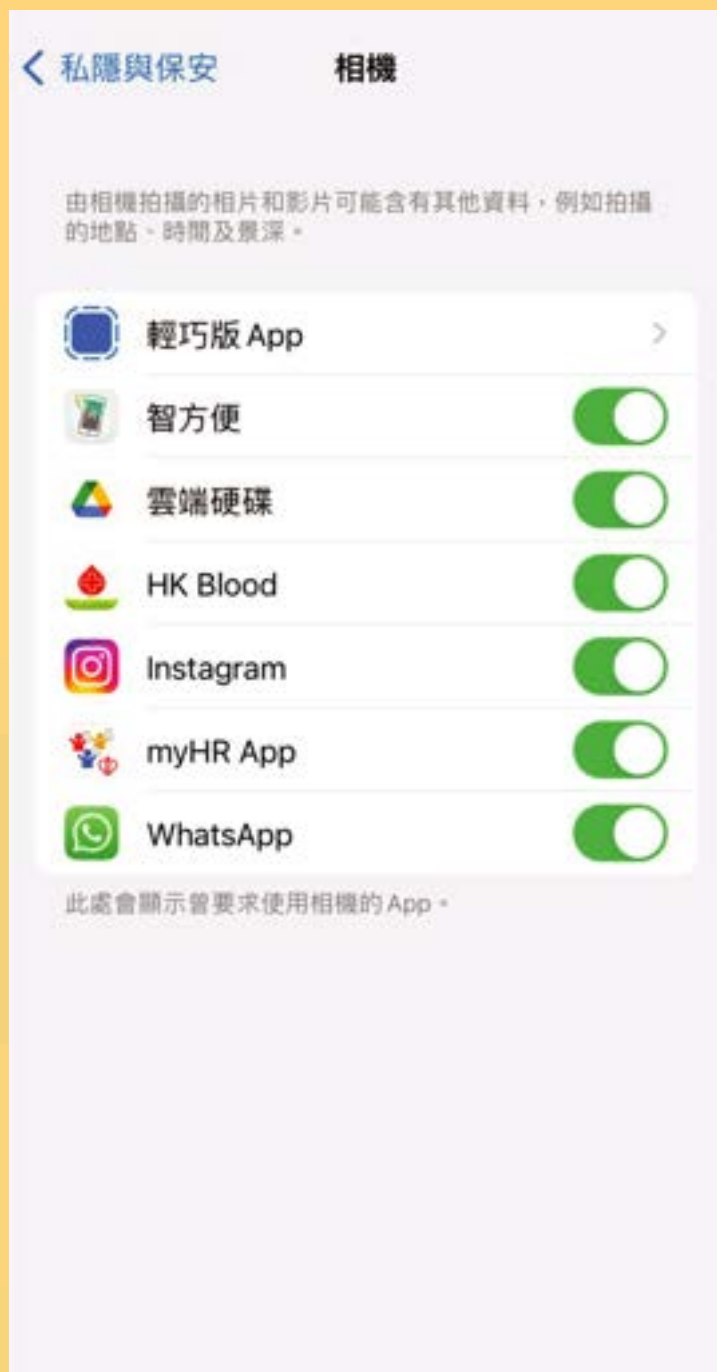 私隱與保安
相機
由相機拍攝的相片和影片可能含有其他資料，例如拍攝
的地點、時間及景深。
輕巧版 App
智方便
雲端硬碟
HK Blood
Instagram
myHR App
WhatsApp
此處會顯示曾要求使用相機的 App。